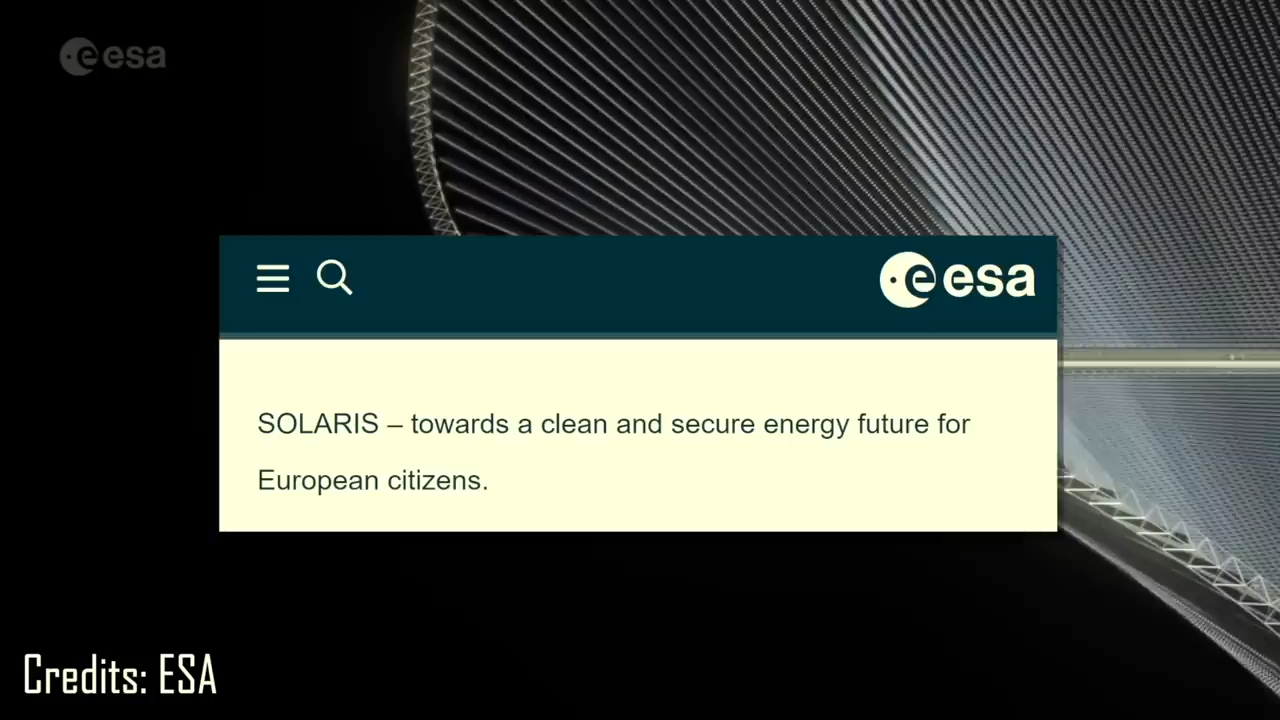 esa
esa
SOLARIS – towards a clean and secure energy future for
European citizens.
Credits: ESA